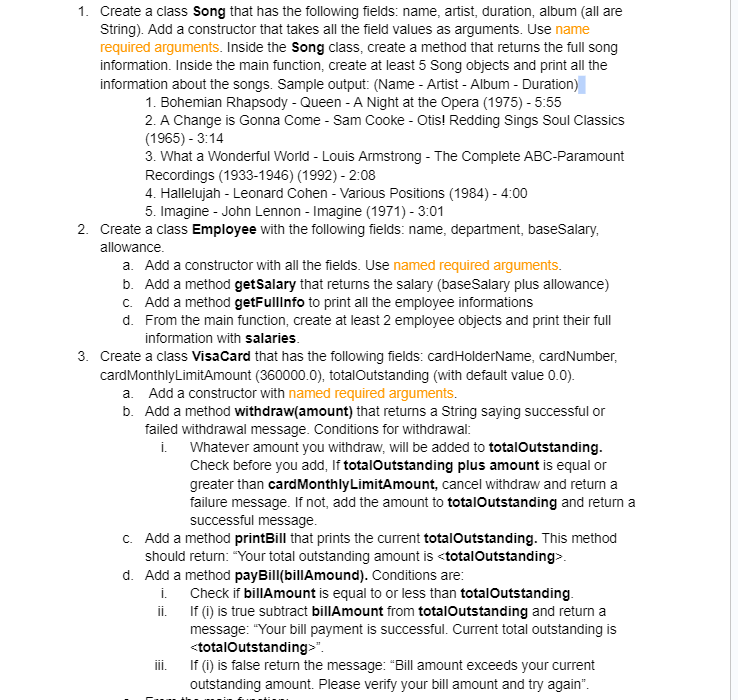 1. Create a class Song that has the following fields: name, artist, duration, album (all are
String). Add a constructor that takes all the field values as arguments. Use name
required arguments. Inside the Song class, create a method that returns the full song
information. Inside the main function, create at least 5 Song objects and print all the
information about the songs. Sample output: (Name - Artist - Album - Duration)
1. Bohemian Rhapsody - Queen - A Night at the Opera (1975) - 5:55
2. A Change is Gonna Come - Sam Cooke - Otis! Redding Sings Soul Classics
(1965) - 3:14
3. What a Wonderful World - Louis Armstrong - The Complete ABC-Paramount
Recordings (1933-1946) (1992) - 2:08
4. Hallelujah - Leonard Cohen - Various Positions (1984) - 4:00
5. Imagine - John Lennon - Imagine (1971) - 3:01
2. Create a class Employee with the following fields: name, department, baseSalary,
allowance.
a. Add a constructor with all the fields. Use named required arguments.
b. Add a method getSalary that returns the salary (baseSalary plus allowance)
c. Add a method getFullInfo to print all the employee informations
d. From the main function, create at least 2 employee objects and print their full
information with salaries.
3. Create a class VisaCard that has the following fields: cardHolderName, cardNumber,
cardMonthlyLimitAmount (360000.0), totalOutstanding (with default value 0.0).
a. Add a constructor with named required arguments.
b. Add a method withdraw(amount) that returns a String saying successful or
failed withdrawal message. Conditions for withdrawal:
i. Whatever amount you withdraw, will be added to totalOutstanding.
Check before you add, If totalOutstanding plus amount is equal or
greater than cardMonthlyLimitAmount, cancel withdraw and return a
failure message. If not, add the amount to totalOutstanding and return a
successful message.
c. Add a method printBill that prints the current totalOutstanding. This method
should return: “Your total outstanding amount is <totalOutstanding>.
d. Add a method payBill(billAmound). Conditions are:
i. Check if billAmount is equal to or less than totalOutstanding.
ii. If (i) is true subtract billAmount from totalOutstanding and return a
message: “Your bill payment is successful. Current total outstanding is
<totalOutstanding>”.
iii. If (i) is false return the message: “Bill amount exceeds your current
outstanding amount. Please verify your bill amount and try again”.